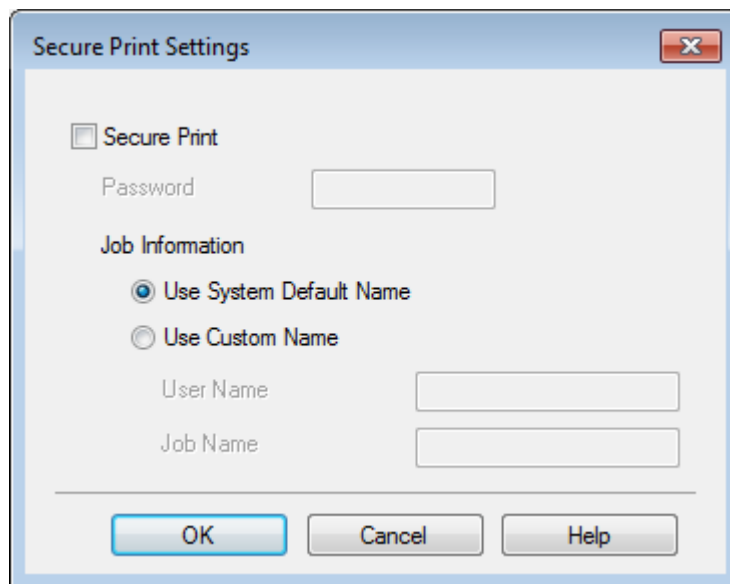 Secure Print Settings
Secure Print
Password
Job Information
Use System Default Name
Use Custom Name
User Name
Job Name
OK Cancel Help